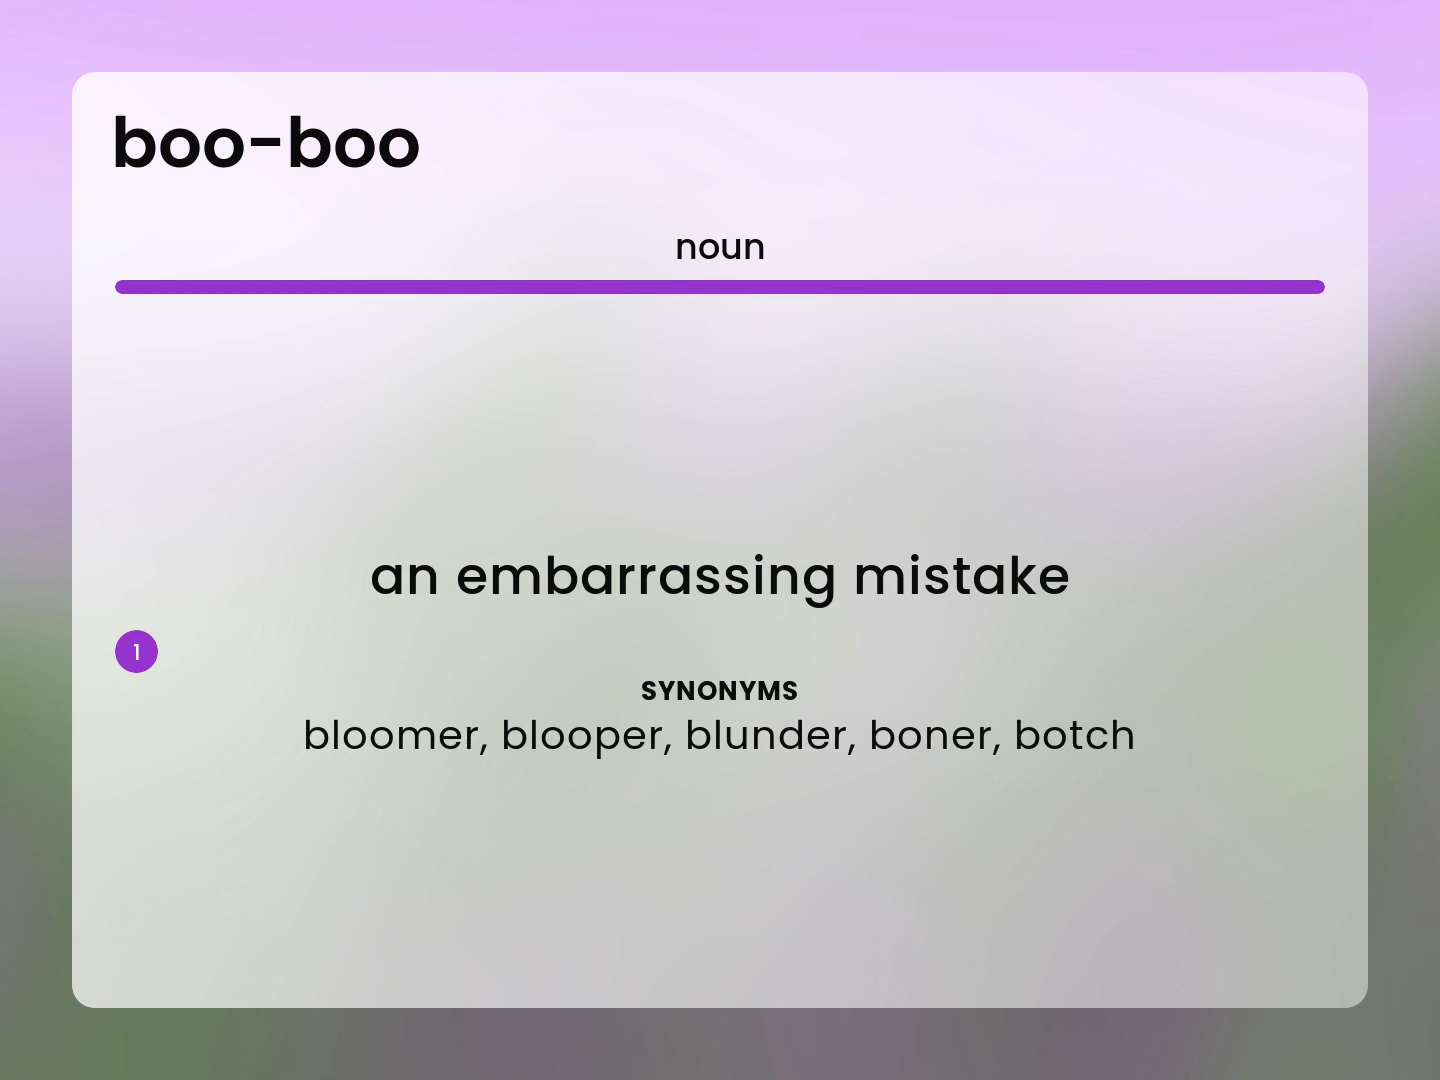 boo-boo
noun
an embarrassing mistake
1
SYNONYMS
bloomer, blooper, blunder, boner, botch